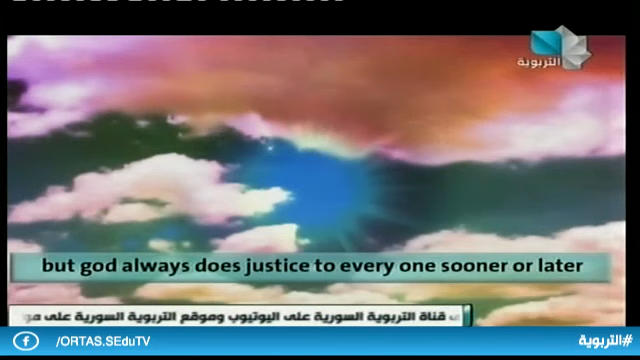 التربوية
but god always does justice to every one sooner or later
قناة التربوية السورية على اليوتيوب وموقع التربوية السورية على
/ORTAS.SEduTV
#التربوية